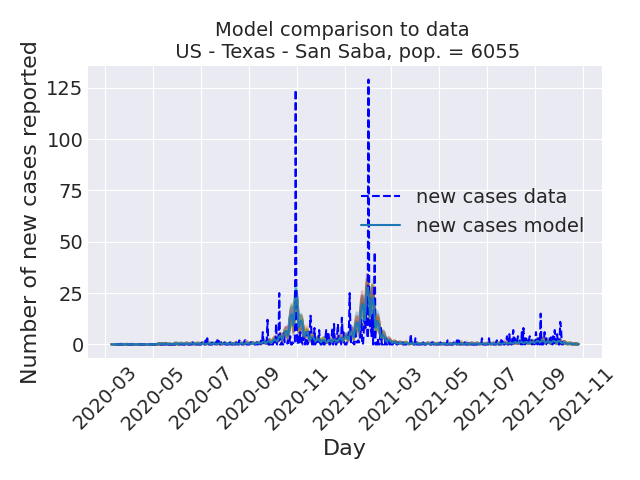 Model comparison to data
US - Texas - San Saba, pop. = 6055
Number of new cases reported
125
100
75
50
25
0
new cases data
new cases model
2020-03
2020-05
2020-07
2020-09
2020-11
2021-01
2021-03
2021-05
2021-07
2021-09
2021-11
Day